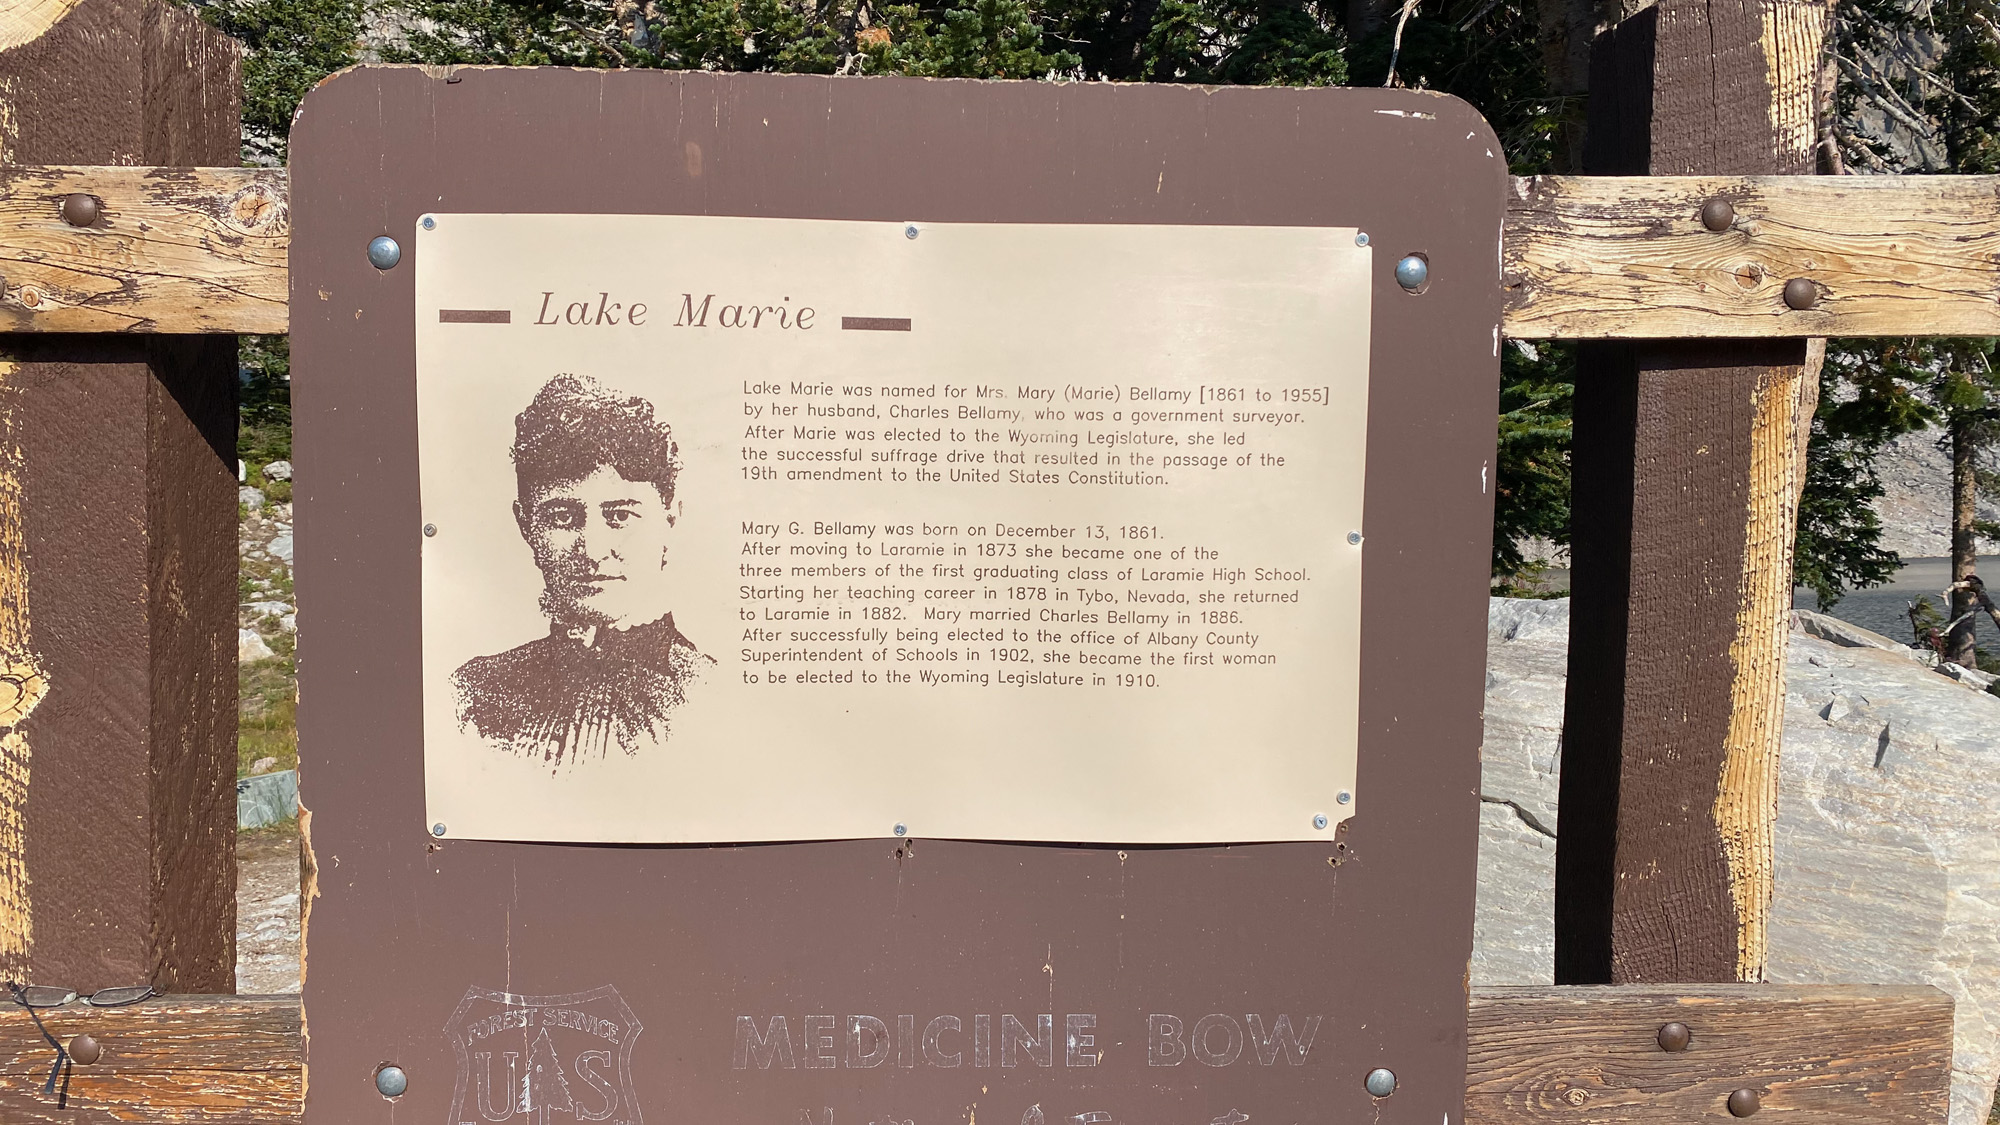 Lake Marie
Lake Marie was named for Mrs. Mary (Marie) Bellamy [1861 to 1955]
by her husband, Charles Bellamy, who was a government surveyor.
After Marie was elected to the Wyoming Legislature, she led
the successful suffrage drive that resulted in the passage of the
19th amendment to the United States Constitution.
Mary G. Bellamy was born on December 13, 1861.
After moving to Laramie in 1873 she became one of the
three members of the first graduating class of Laramie High School.
Starting her teaching career in 1878 in Tybo, Nevada, she returned
to Laramie in 1882. Mary married Charles Bellamy in 1886.
After successfully being elected to the office of Albany County
Superintendent of Schools in 1902, she became the first woman
to be elected to the Wyoming Legislature in 1910.
FOREST SERVICE
U S
MEDICINE BOW